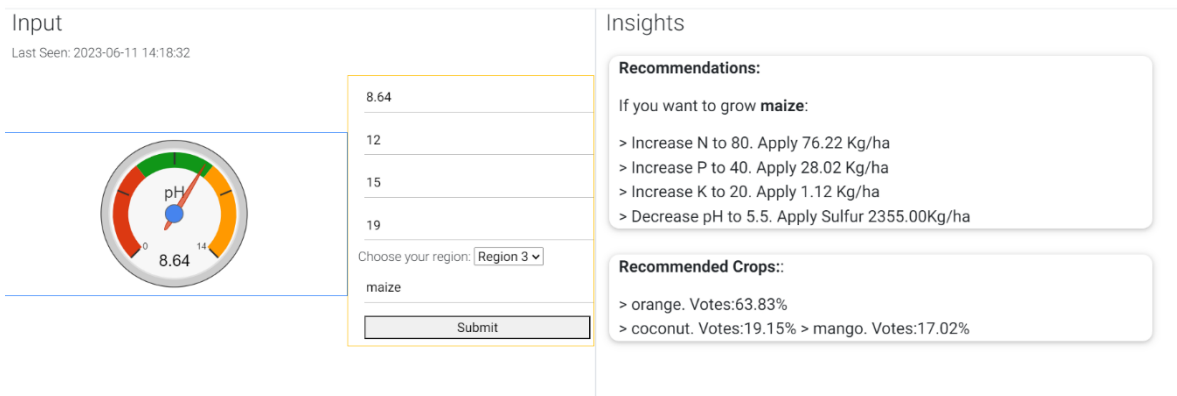 Input
Last Seen: 2023-06-11 14:18:32
pH
0
14
8.64
8.64
12
15
19
Choose your region: Region 3
maize
Submit
Insights
Recommendations:
If you want to grow maize:
> Increase N to 80. Apply 76.22 Kg/ha
> Increase P to 40. Apply 28.02 Kg/ha
> Increase K to 20. Apply 1.12 Kg/ha
> Decrease pH to 5.5. Apply Sulfur 2355.00Kg/ha
Recommended Crops::
> orange. Votes:63.83%
> coconut. Votes:19.15% > mango. Votes:17.02%